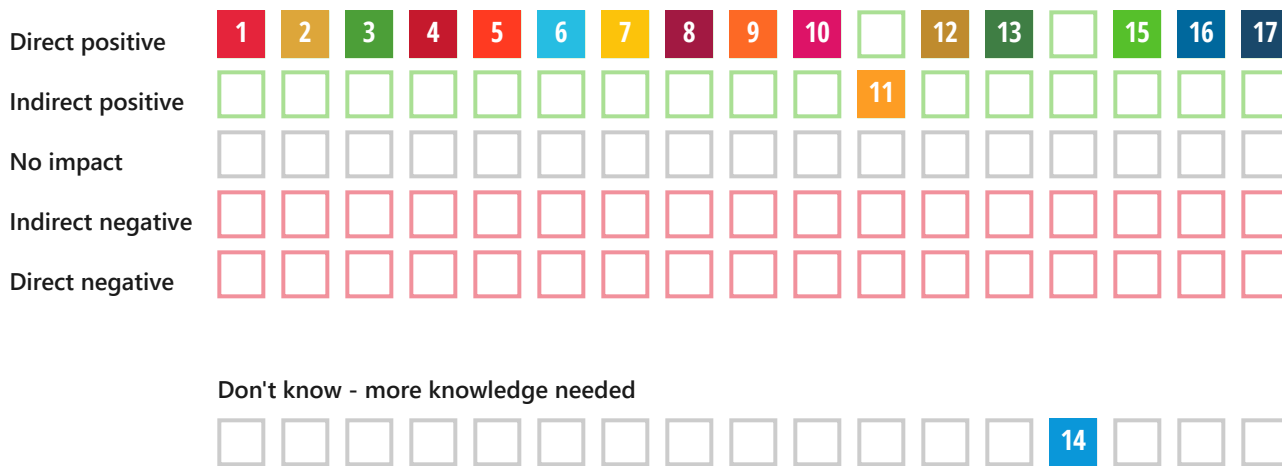 Direct positive 1 2 3 4 5 6 7 8 9 10 12 13 15 16 17
Indirect positive 11
No impact
Indirect negative
Direct negative
Don't know - more knowledge needed
14